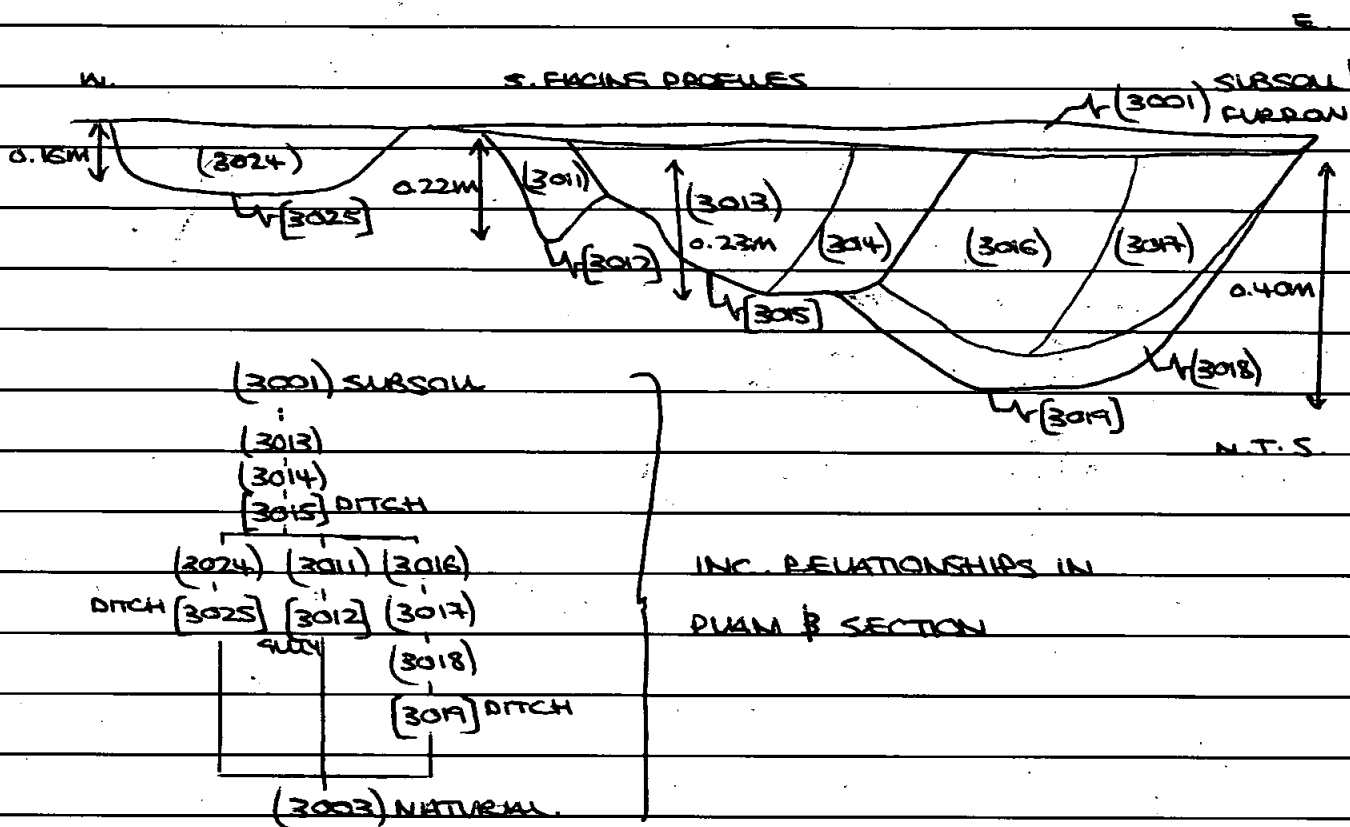 E.
W. S. FACING PROFILES SUBSOIL
(3001) FURROW
0.16m (3024) 0.22m (3011) (3013)
[3025] 0.23m (3014) (3016) (3017)
[3012] 0.40m
[3015]
(3018)
(3001) SUBSOIL [3019]
(3013) N.T.S.
(3014)
[3015] DITCH
(3024) (3011) (3016) INC. RELATIONSHIPS IN
DITCH [3025] [3012] (3017) PLAN & SECTION
GULLY (3018)
[3019] DITCH
(3003) NATURAL.